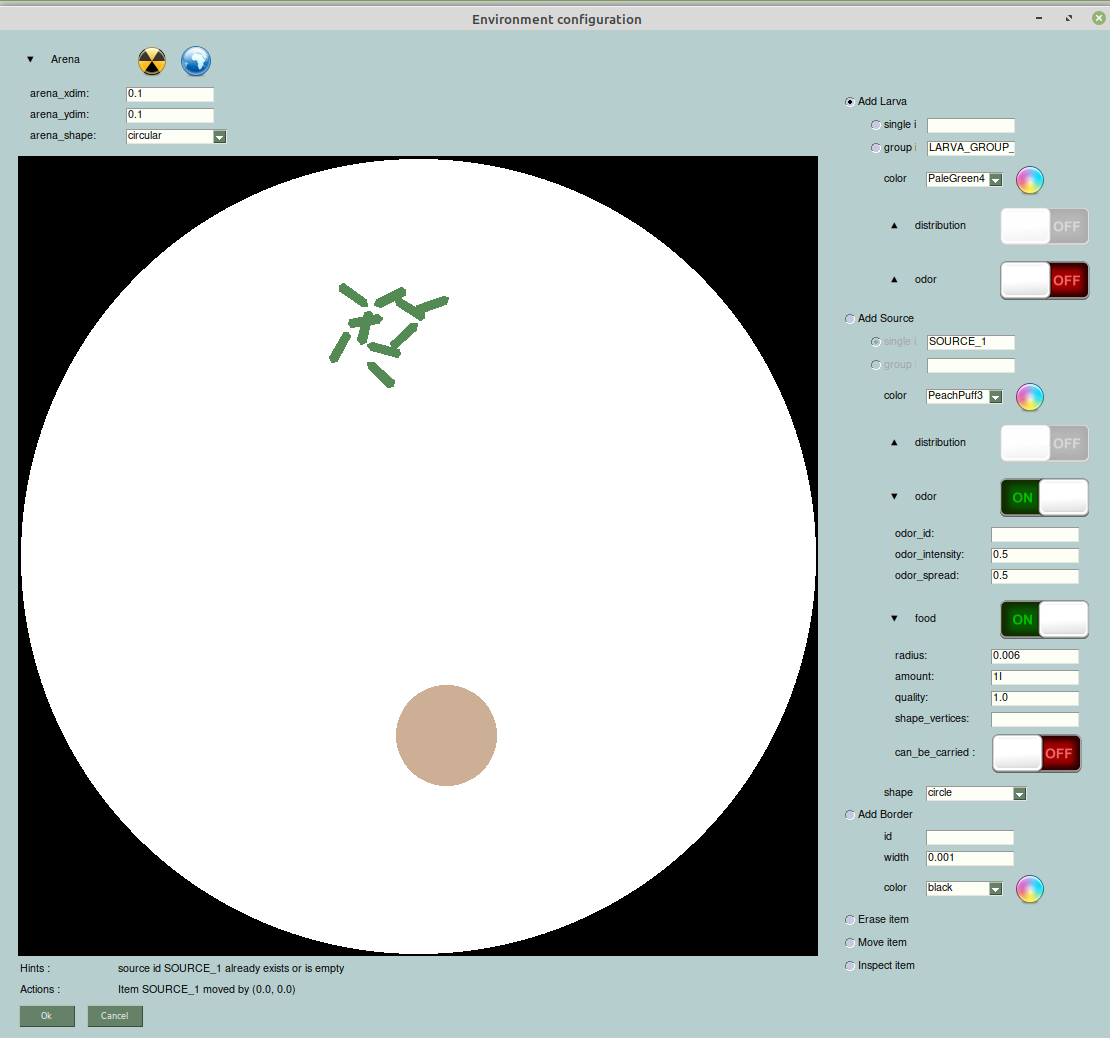 Environment configuration
▼ Arena
arena_xdim: 0.1
arena_ydim: 0.1
arena_shape: circular
Add Larva
single i
group i LARVA_GROUP_
color PaleGreen4
▲ distribution OFF
▲ odor OFF
Add Source
single i SOURCE_1
group i
color PeachPuff3
▲ distribution OFF
▼ odor ON
odor_id:
odor_intensity: 0.5
odor_spread: 0.5
▼ food ON
radius: 0.006
amount: 1l
quality: 1.0
shape_vertices:
can_be_carried : OFF
shape circle
Add Border
id
width 0.001
color black
Erase item
Move item
Inspect item
Hints : source id SOURCE_1 already exists or is empty
Actions : Item SOURCE_1 moved by (0.0, 0.0)
Ok Cancel